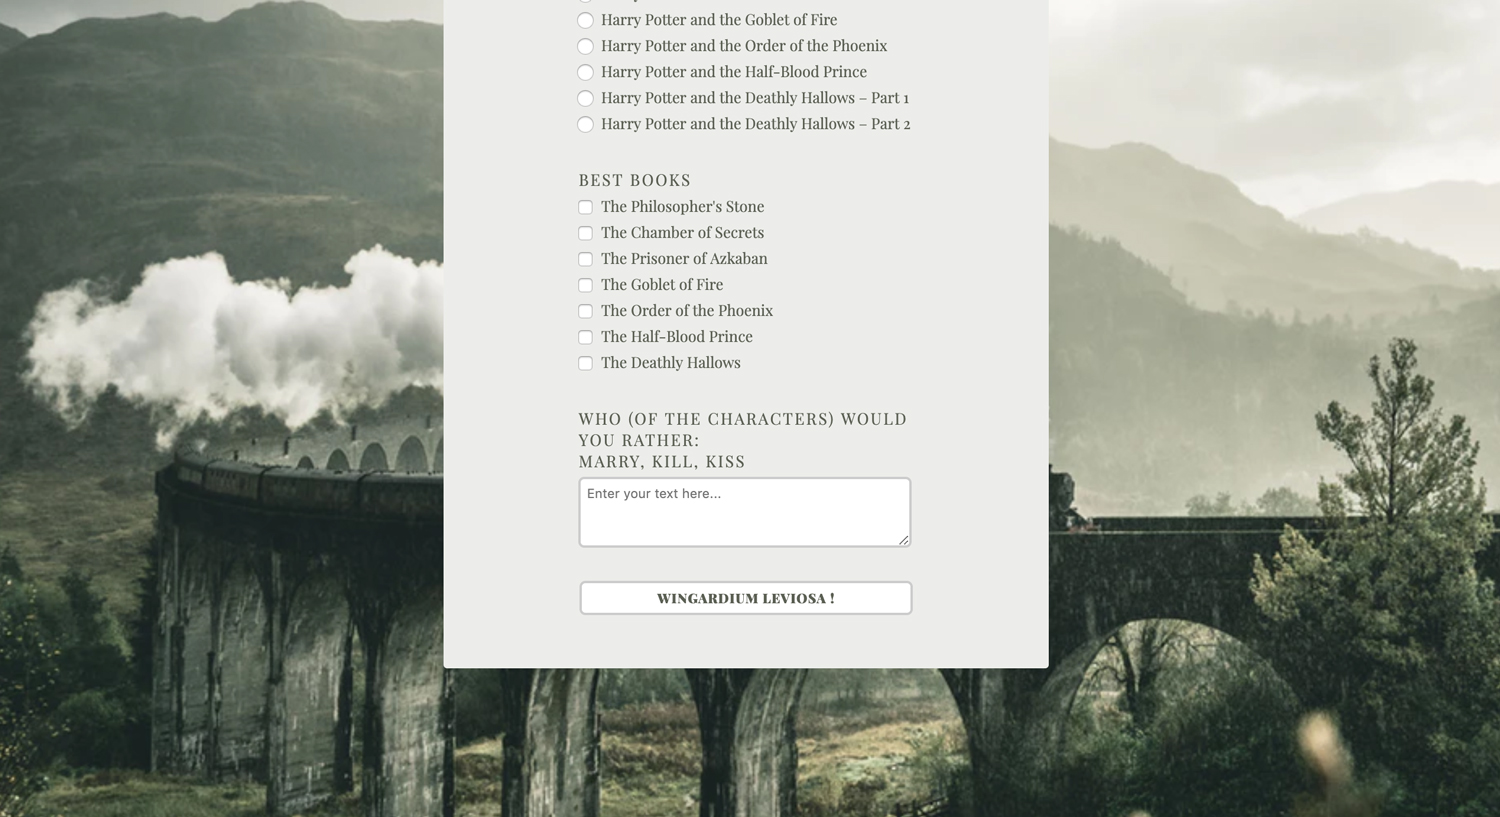 Harry Potter and the Goblet of Fire
Harry Potter and the Order of the Phoenix
Harry Potter and the Half-Blood Prince
Harry Potter and the Deathly Hallows – Part 1
Harry Potter and the Deathly Hallows – Part 2
BEST BOOKS
The Philosopher's Stone
The Chamber of Secrets
The Prisoner of Azkaban
The Goblet of Fire
The Order of the Phoenix
The Half-Blood Prince
The Deathly Hallows
WHO (OF THE CHARACTERS) WOULD
YOU RATHER:
MARRY, KILL, KISS
Enter your text here...
WINGARDIUM LEVIOSA !